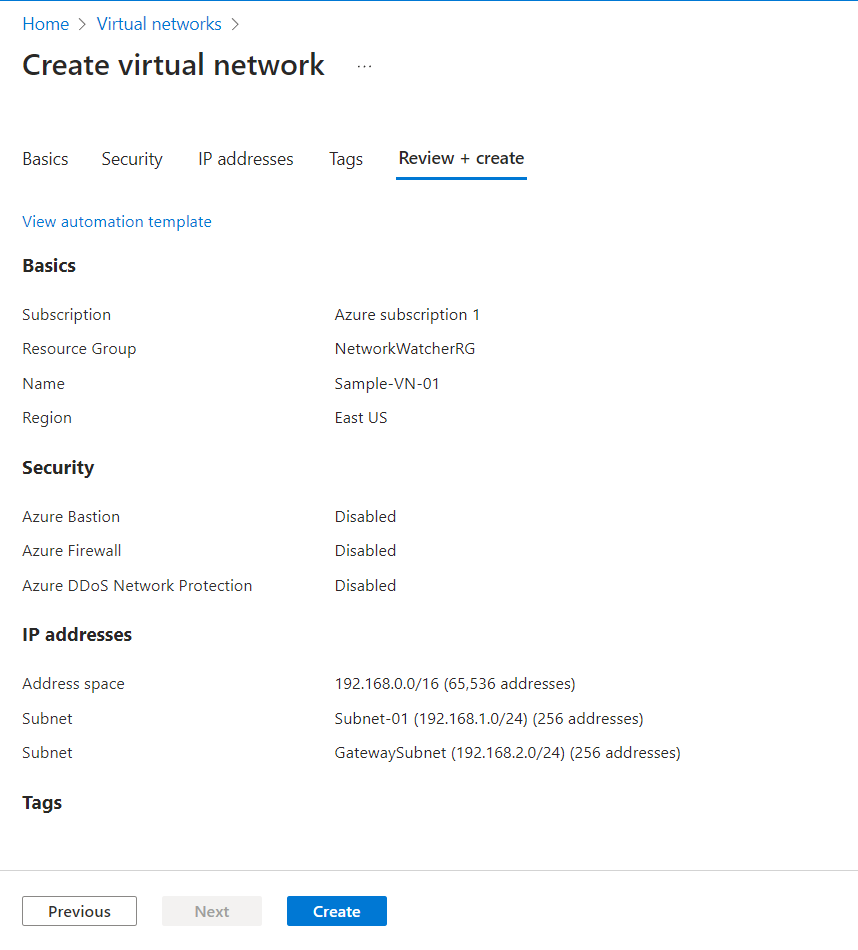 Home > Virtual networks >
Create virtual network ...
Basics Security IP addresses Tags Review + create
View automation template
Basics
Subscription Azure subscription 1
Resource Group NetworkWatcherRG
Name Sample-VN-01
Region East US
Security
Azure Bastion Disabled
Azure Firewall Disabled
Azure DDoS Network Protection Disabled
IP addresses
Address space 192.168.0.0/16 (65,536 addresses)
Subnet Subnet-01 (192.168.1.0/24) (256 addresses)
Subnet GatewaySubnet (192.168.2.0/24) (256 addresses)
Tags
Previous Next Create